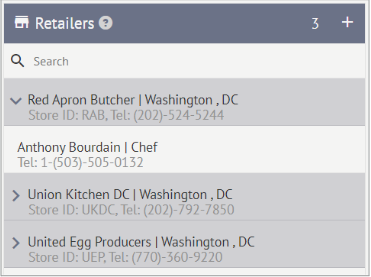 Retailers ? 3 +
Search
Red Apron Butcher | Washington , DC
Store ID: RAB, Tel: (202)-524-5244
Anthony Bourdain | Chef
Tel: 1-(503)-505-0132
Union Kitchen DC | Washington , DC
Store ID: UKDC, Tel: (202)-792-7850
United Egg Producers | Washington , DC
Store ID: UEP, Tel: (770)-360-9220